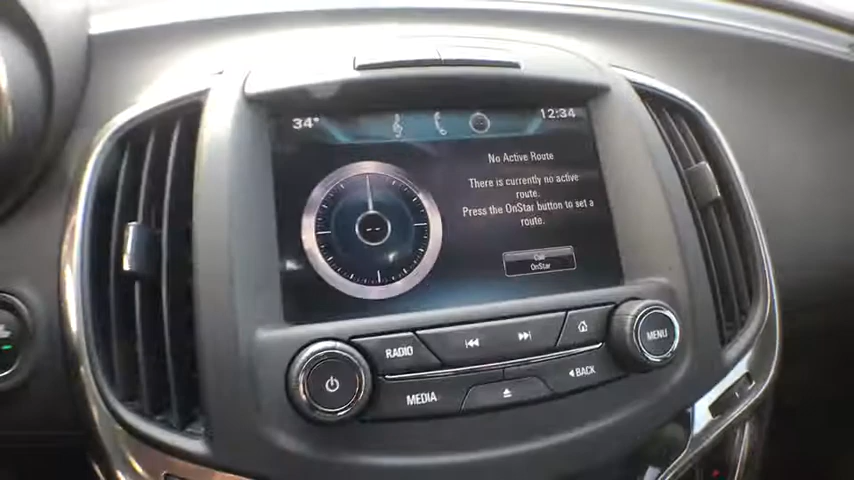 34°
12:34
No Active Route
There is currently no active
route.
Press the OnStar button to set a
route.
--
Call
OnStar
RADIO
MENU
MEDIA
BACK